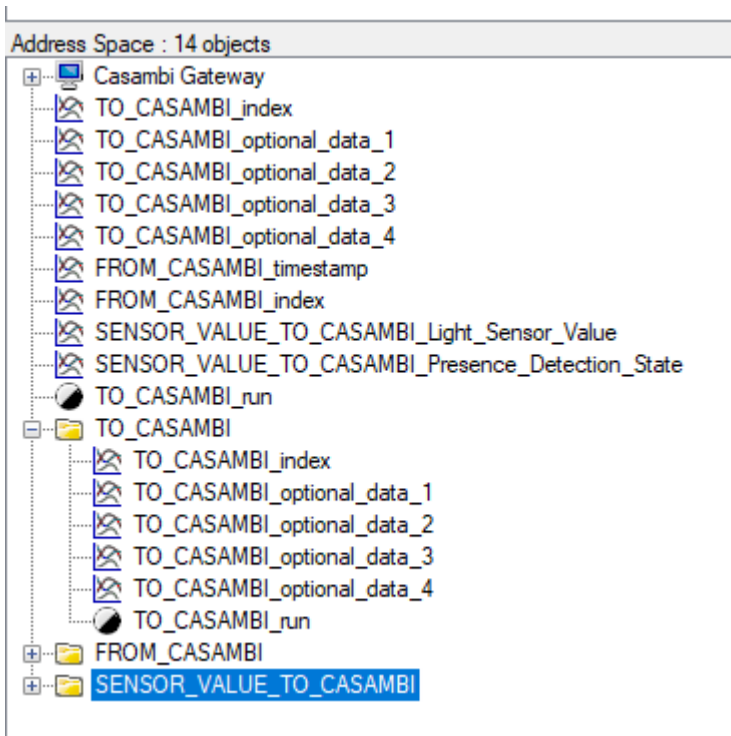 Address Space : 14 objects
Casambi Gateway
TO_CASAMBI_index
TO_CASAMBI_optional_data_1
TO_CASAMBI_optional_data_2
TO_CASAMBI_optional_data_3
TO_CASAMBI_optional_data_4
FROM_CASAMBI_timestamp
FROM_CASAMBI_index
SENSOR_VALUE_TO_CASAMBI_Light_Sensor_Value
SENSOR_VALUE_TO_CASAMBI_Presence_Detection_State
TO_CASAMBI_run
TO_CASAMBI
TO_CASAMBI_index
TO_CASAMBI_optional_data_1
TO_CASAMBI_optional_data_2
TO_CASAMBI_optional_data_3
TO_CASAMBI_optional_data_4
TO_CASAMBI_run
FROM_CASAMBI
SENSOR_VALUE_TO_CASAMBI